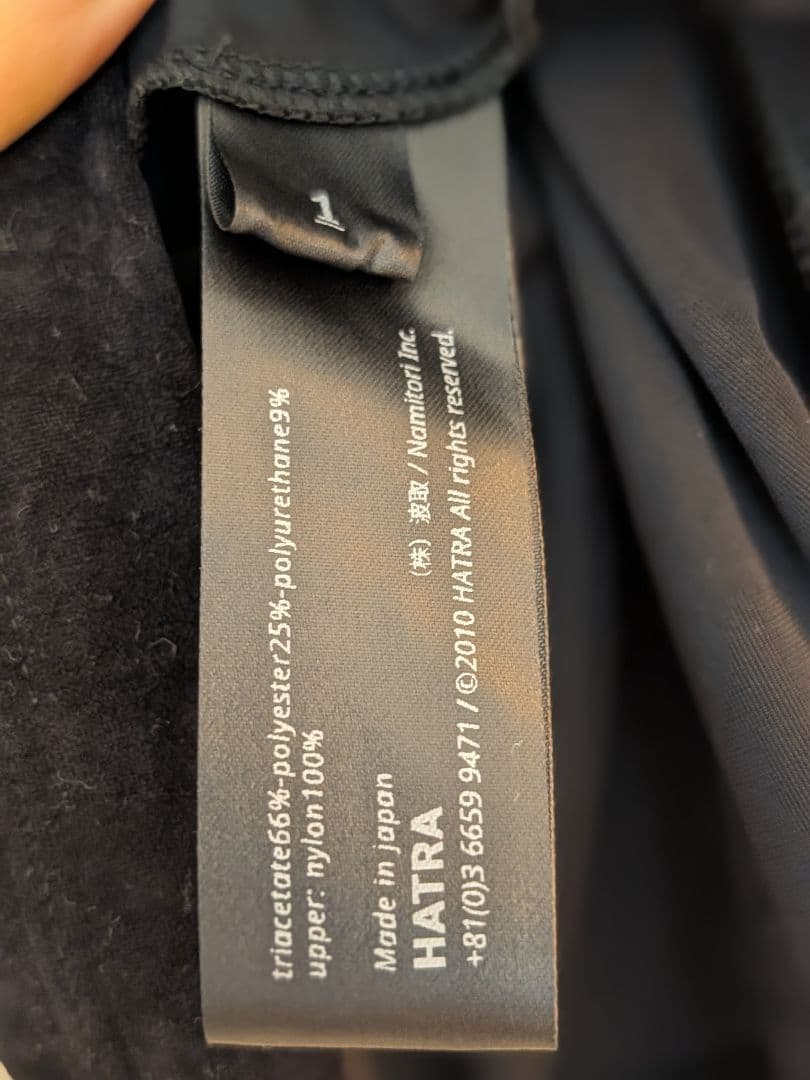 1
triacetate66%-polyester25%-polyurethane9%
upper: nylon100%
Made in japan
(株) 波取 / Namitori Inc.
HATRA
+81(0)3 6659 9471 / ©2010 HATRA All rights reserved.